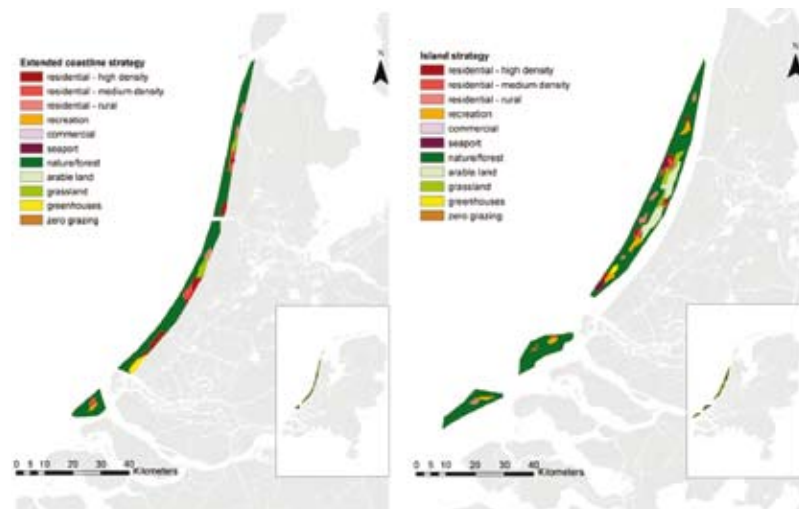 Extended coastline strategy
residential - high density
residential - medium density
residential - rural
recreation
commercial
seaport
nature/forest
arable land
grassland
greenhouses
zero grazing
N
0 5 10 20 30 40
Kilometers
Island strategy
residential - high density
residential - medium density
residential - rural
recreation
commercial
seaport
nature/forest
arable land
grassland
greenhouses
zero grazing
N
0 5 10 20 30 40
Kilometers